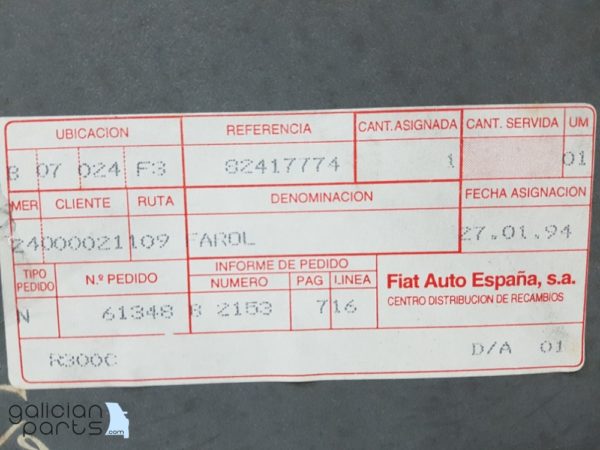 UBICACION REFERENCIA CANT.ASIGNADA CANT. SERVIDA UM
B 07 024 F3 82417774 1 01
MER CLIENTE RUTA DENOMINACION FECHA ASIGNACION
24000021109 FAROL 27.01.94
TIPO PEDIDO N.º PEDIDO INFORME DE PEDIDO
NUMERO PAG LINEA
Fiat Auto España, s.a.
CENTRO DISTRIBUCION DE RECAMBIOS
N 61348 8 2153 7 16
R300C D/A 01
galician
parts.com